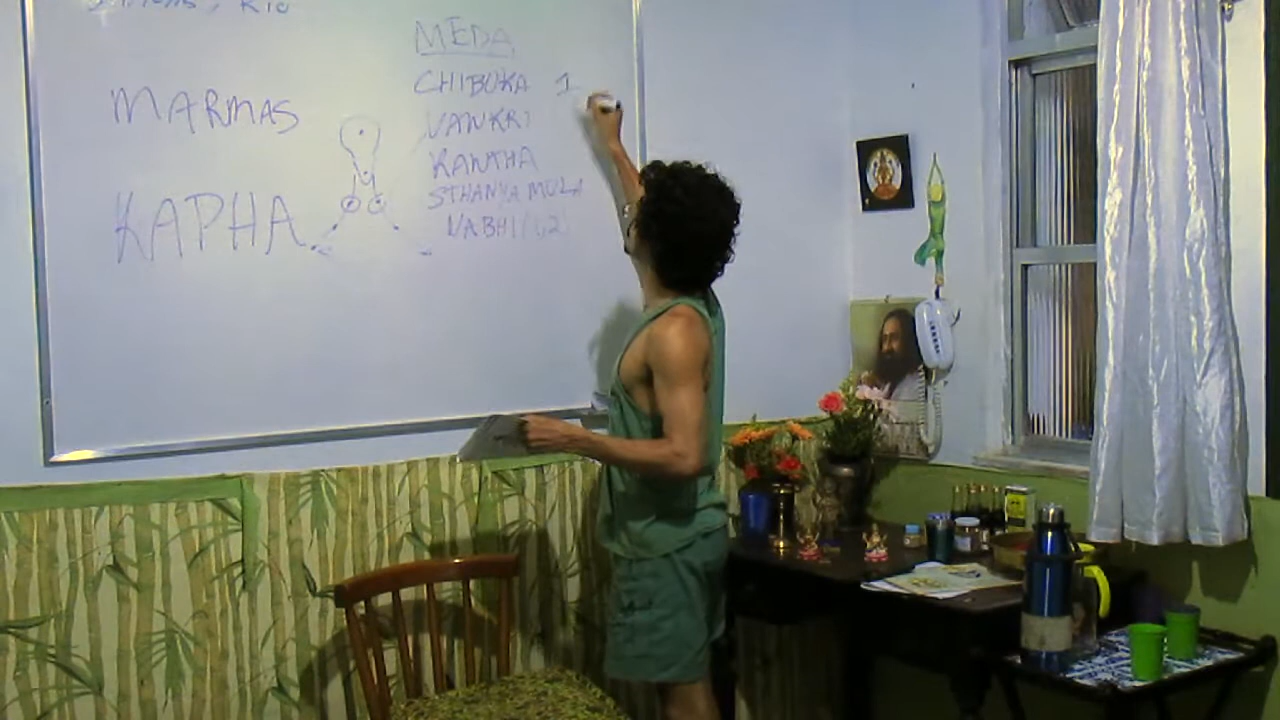 MARMAS
KAPHA
MEDA
CHIBUKA 1
VANKRI
KANTHA
STHANYA MULA
NABHI